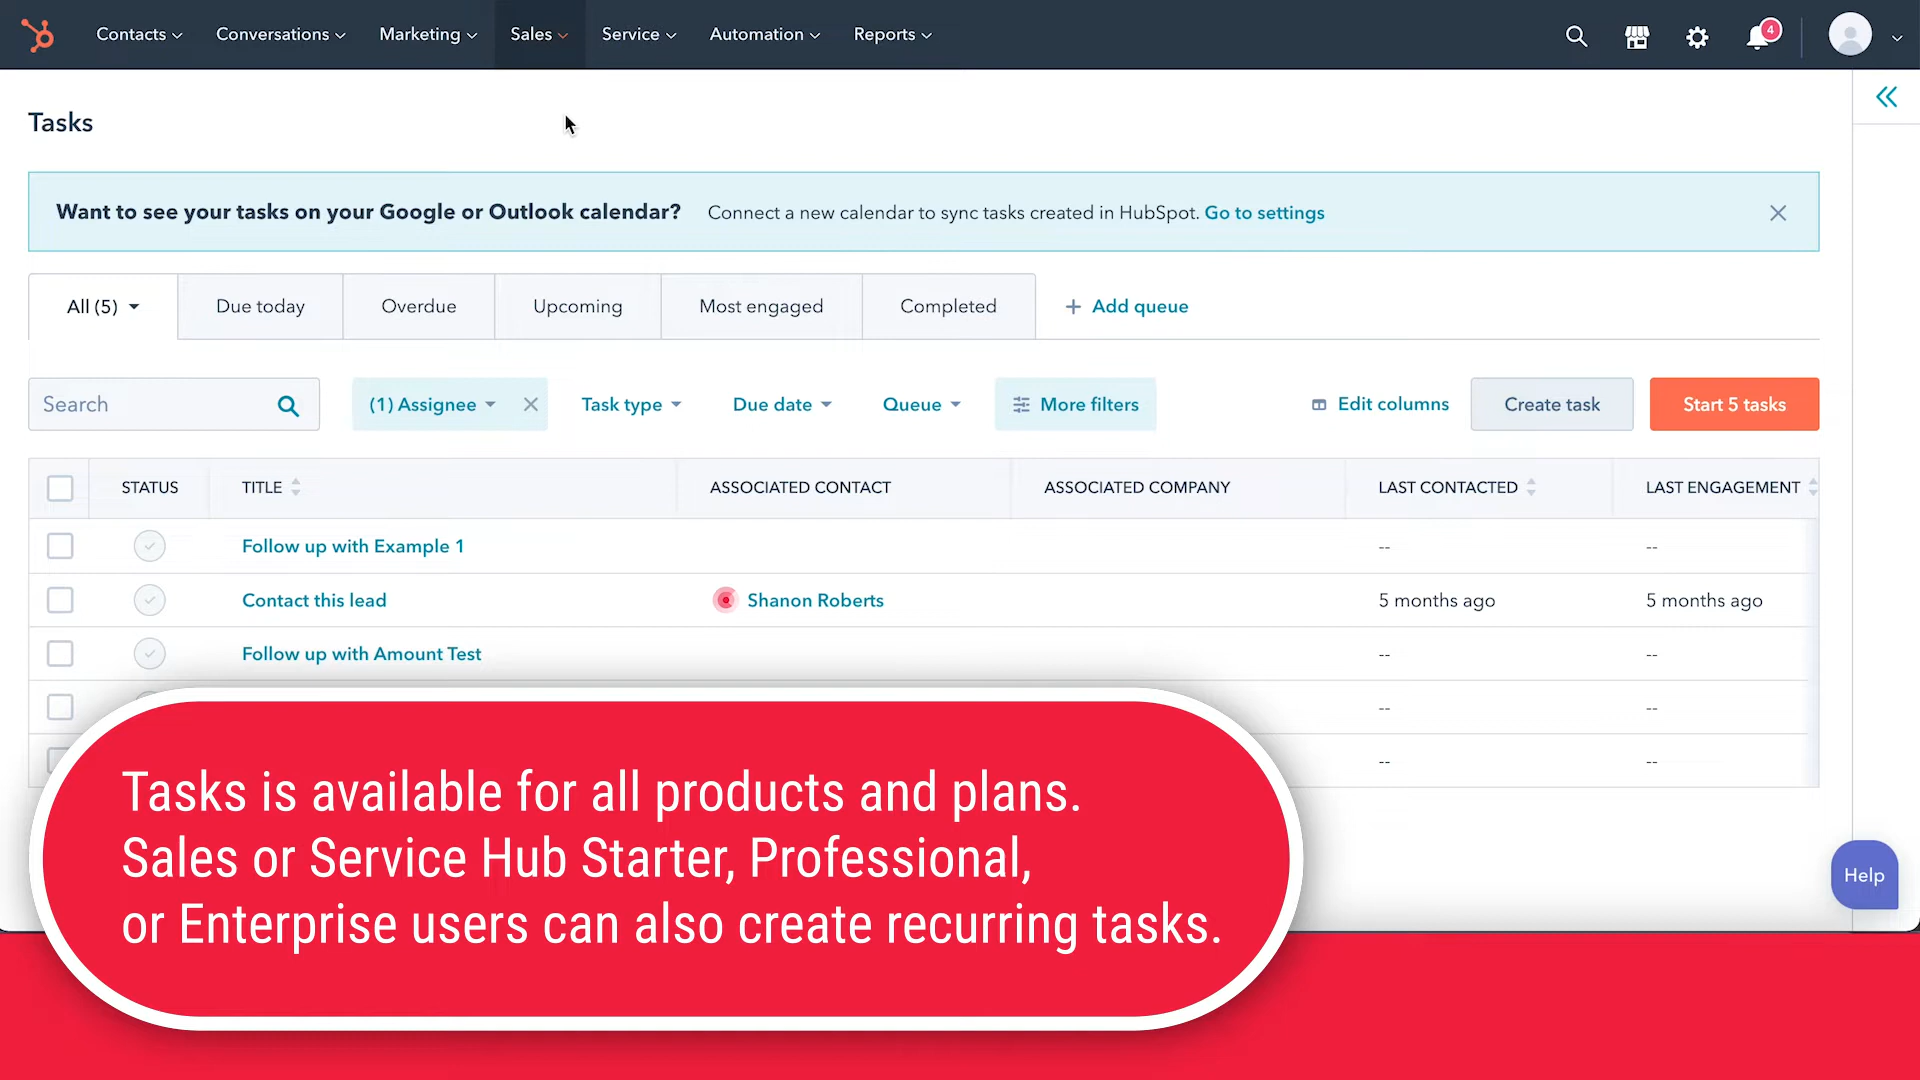 Contacts Conversations Marketing Sales Service Automation Reports 4
Tasks
Want to see your tasks on your Google or Outlook calendar? Connect a new calendar to sync tasks created in HubSpot. Go to settings
All (5) Due today Overdue Upcoming Most engaged Completed + Add queue
Search (1) Assignee Task type Due date Queue More filters Edit columns Create task Start 5 tasks
STATUS TITLE ASSOCIATED CONTACT ASSOCIATED COMPANY LAST CONTACTED LAST ENGAGEMENT
Follow up with Example 1 -- --
Contact this lead Shanon Roberts 5 months ago 5 months ago
Follow up with Amount Test -- --
-- --
-- --
Tasks is available for all products and plans.
Sales or Service Hub Starter, Professional,
or Enterprise users can also create recurring tasks.
Help